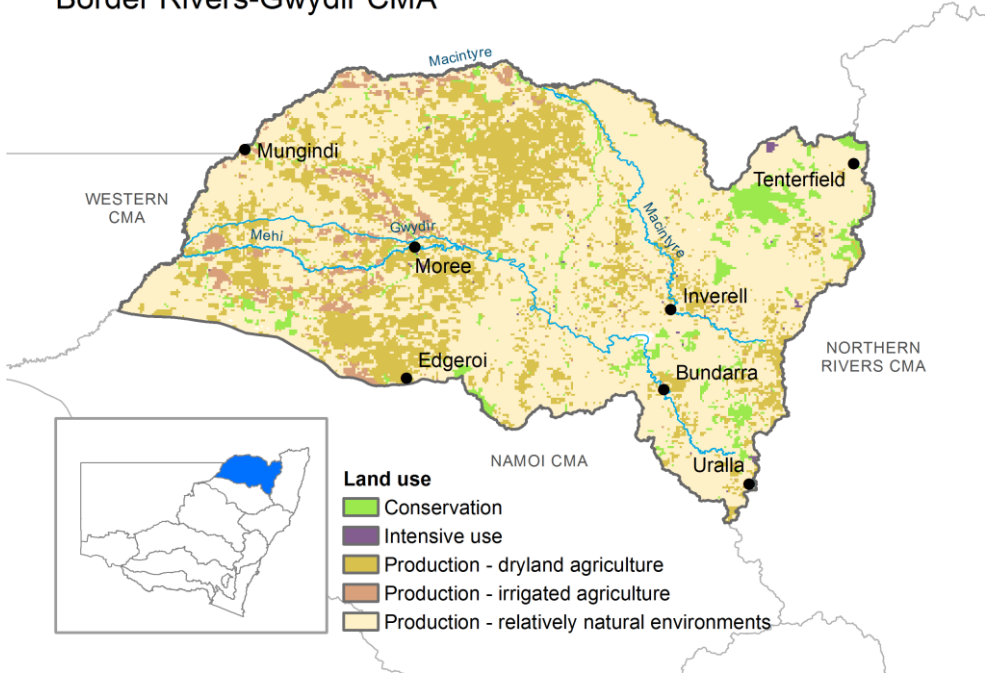 Border Rivers-Gwydir CMA
Macintyre
Mungindi
Tenterfield
WESTERN
CMA
Macintyre
Gwydir
Mehi
Moree
Inverell
NORTHERN
RIVERS CMA
Edgeroi
Bundarra
NAMOI CMA
Uralla
Land use
Conservation
Intensive use
Production - dryland agriculture
Production - irrigated agriculture
Production - relatively natural environments